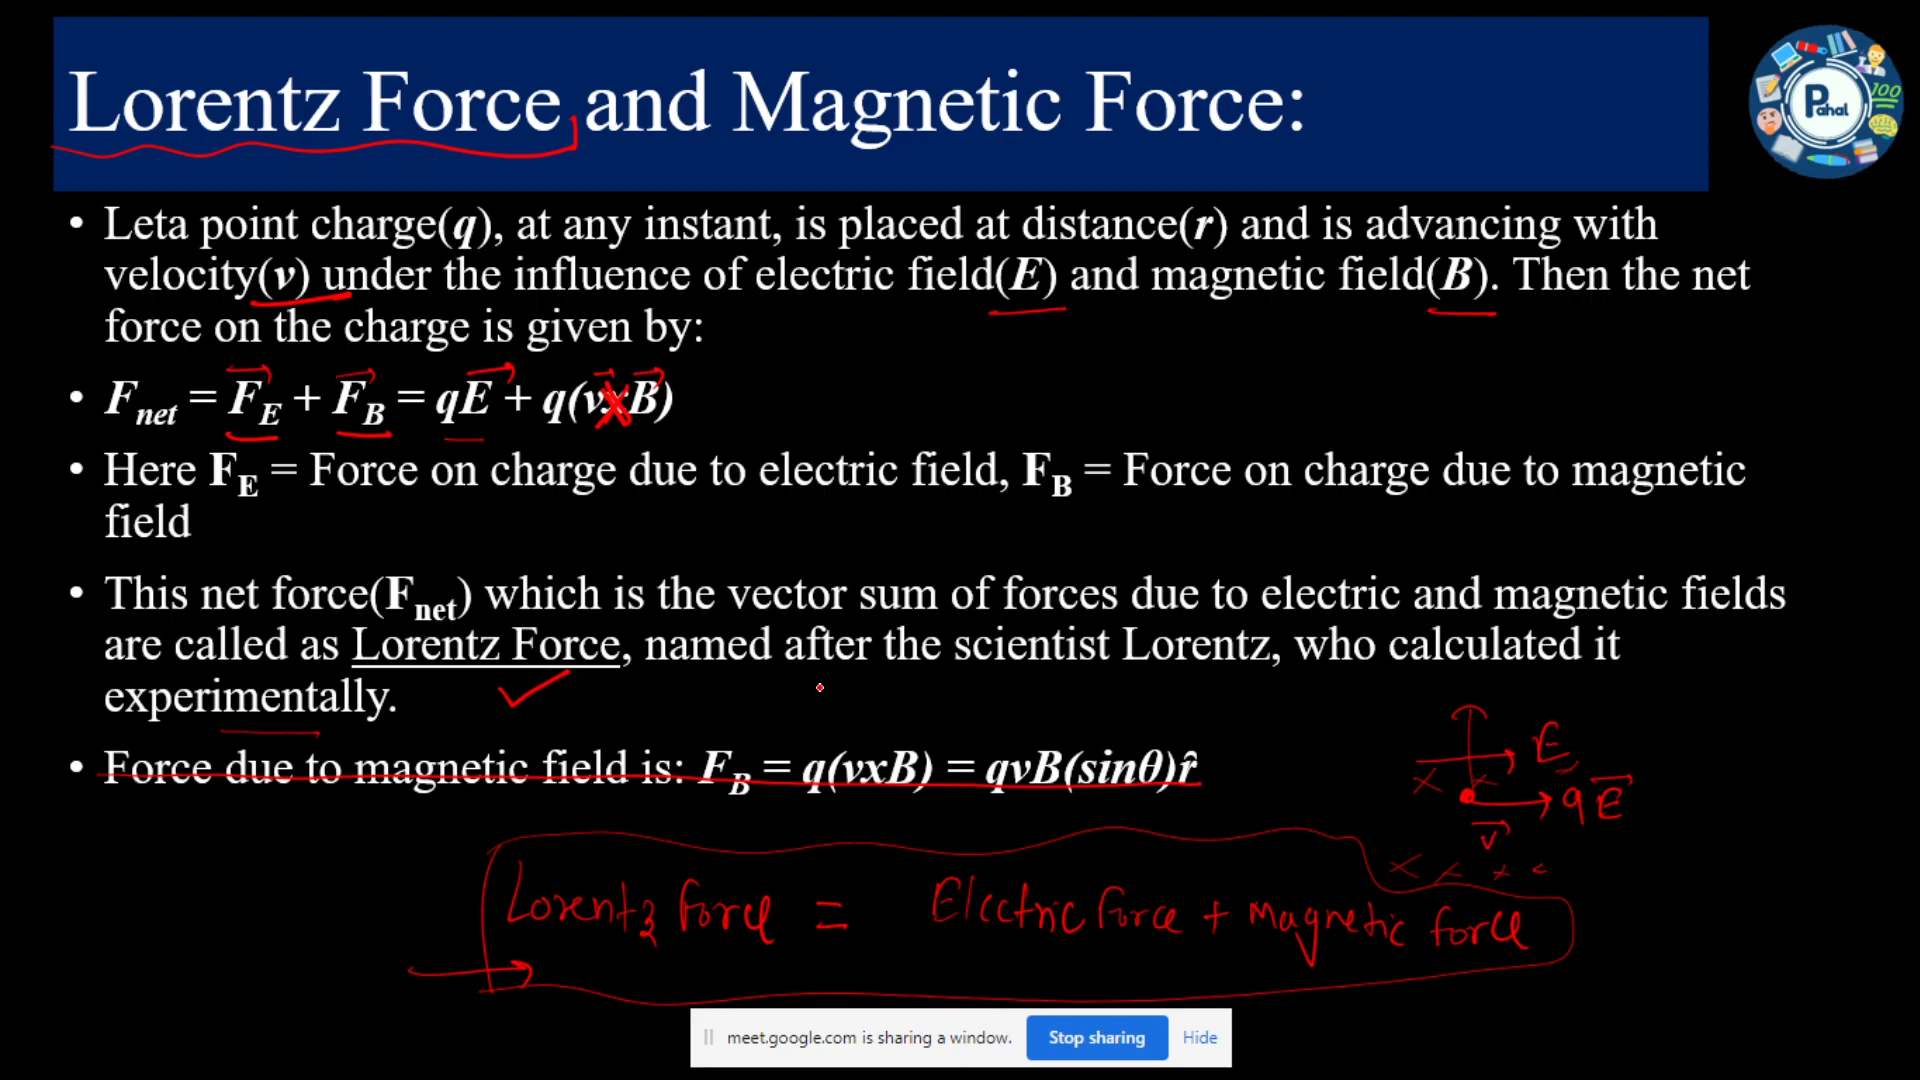 Lorentz Force and Magnetic Force:
Pahal
100
• Leta point charge(q), at any instant, is placed at distance(r) and is advancing with
velocity(v) under the influence of electric field(E) and magnetic field(B). Then the net
force on the charge is given by:
• Fnet = FE + FB = qE + q(vxB)
• Here FE = Force on charge due to electric field, FB = Force on charge due to magnetic
field
• This net force(Fnet) which is the vector sum of forces due to electric and magnetic fields
are called as Lorentz Force, named after the scientist Lorentz, who calculated it
experimentally.
• Force due to magnetic field is: FB = q(vxB) = qvB(sinθ)r̂
E
qE
v
Lorentz force = Electric force + Magnetic force
meet.google.com is sharing a window. Stop sharing Hide